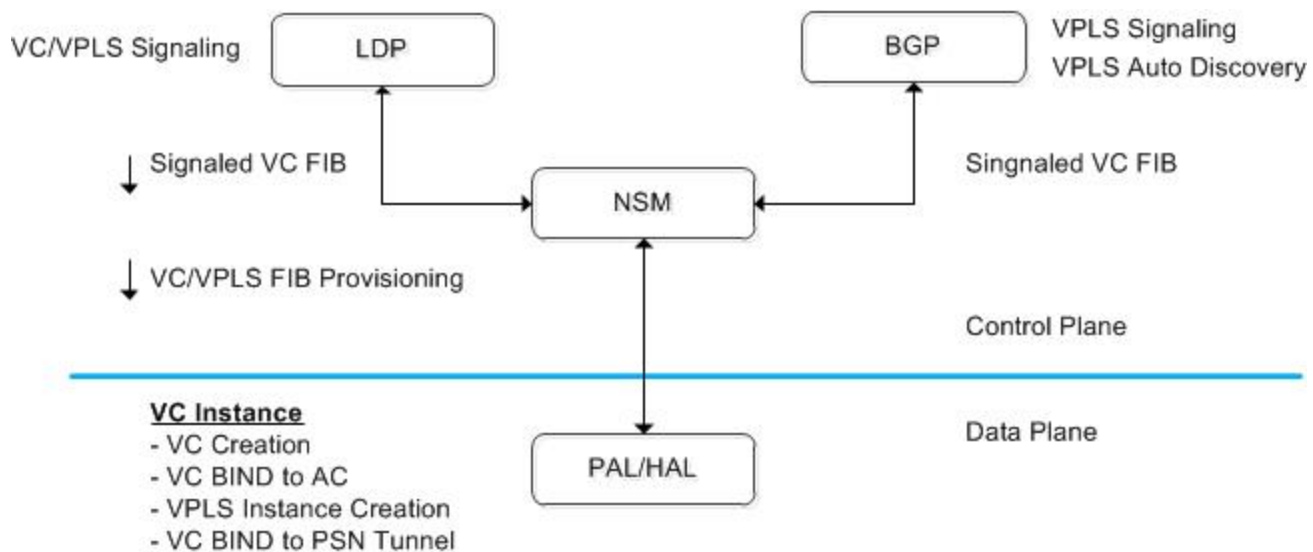 VC/VPLS Signaling
LDP
BGP
VPLS Signaling
VPLS Auto Discovery
Signaled VC FIB
NSM
Singnaled VC FIB
VC/VPLS FIB Provisioning
Control Plane
VC Instance
- VC Creation
- VC BIND to AC
- VPLS Instance Creation
- VC BIND to PSN Tunnel
PAL/HAL
Data Plane